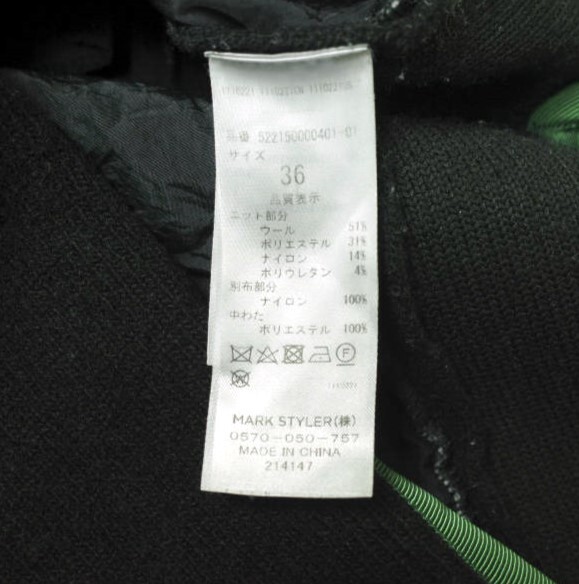 品番 522150000401-01
サイズ
36
品質表示
ニット部分
ウール 51%
ポリエステル 31%
ナイロン 14%
ポリウレタン 4%
別布部分
ナイロン 100%
中わた
ポリエステル 100%
F
W
MARK STYLER(株)
0570-050-757
MADE IN CHINA
214147